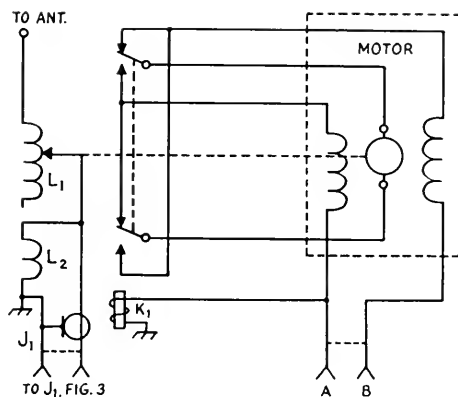 TO ANT.
MOTOR
L1
L2
K1
J1
TO J1, FIG. 3
A
B